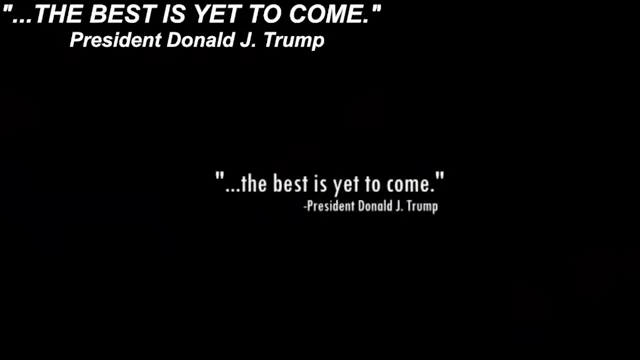 "...THE BEST IS YET TO COME."
President Donald J. Trump
"...the best is yet to come."
-President Donald J. Trump